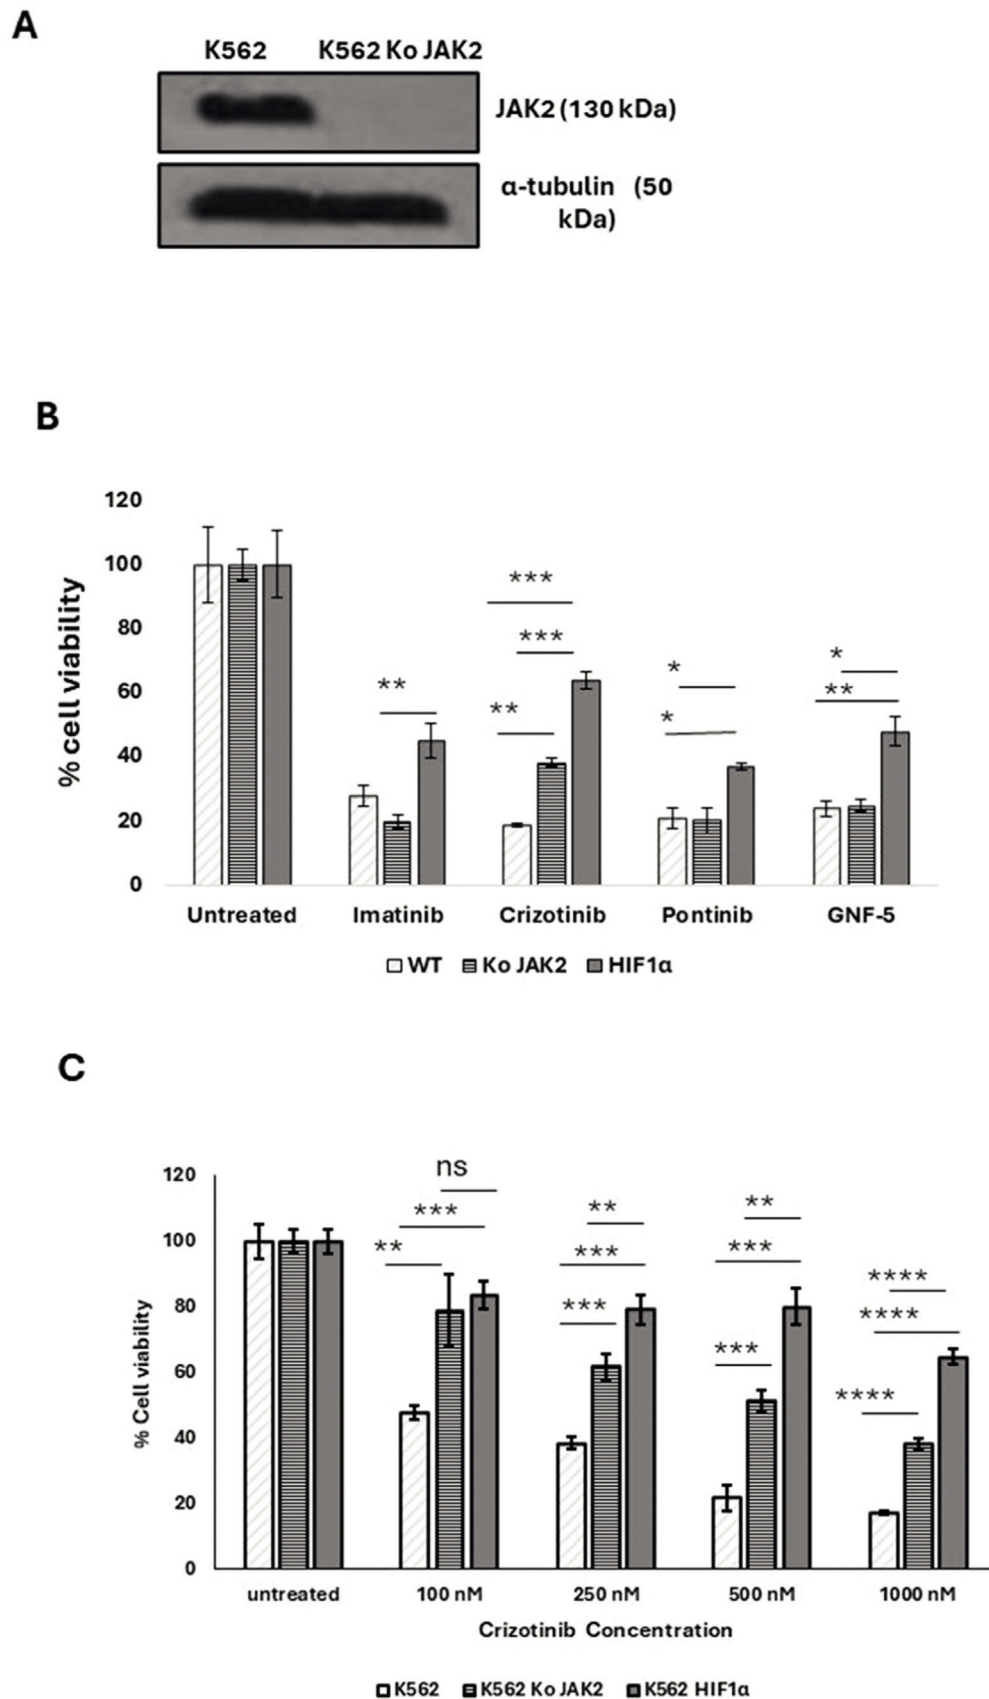 A
K562 K562 Ko JAK2
JAK2 (130 kDa)
α-tubulin (50
kDa)
B
% cell viability
120
100
80
60
40
20
0
**
***
***
**
*
*
*
**
Untreated Imatinib Crizotinib Pontinib GNF-5
WT Ko JAK2 HIF1α
C
% Cell viability
120
100
80
60
40
20
0
ns
***
**
**
***
***
**
***
***
****
****
****
untreated 100 nM 250 nM 500 nM 1000 nM
Crizotinib Concentration
K562 K562 Ko JAK2 K562 HIF1α